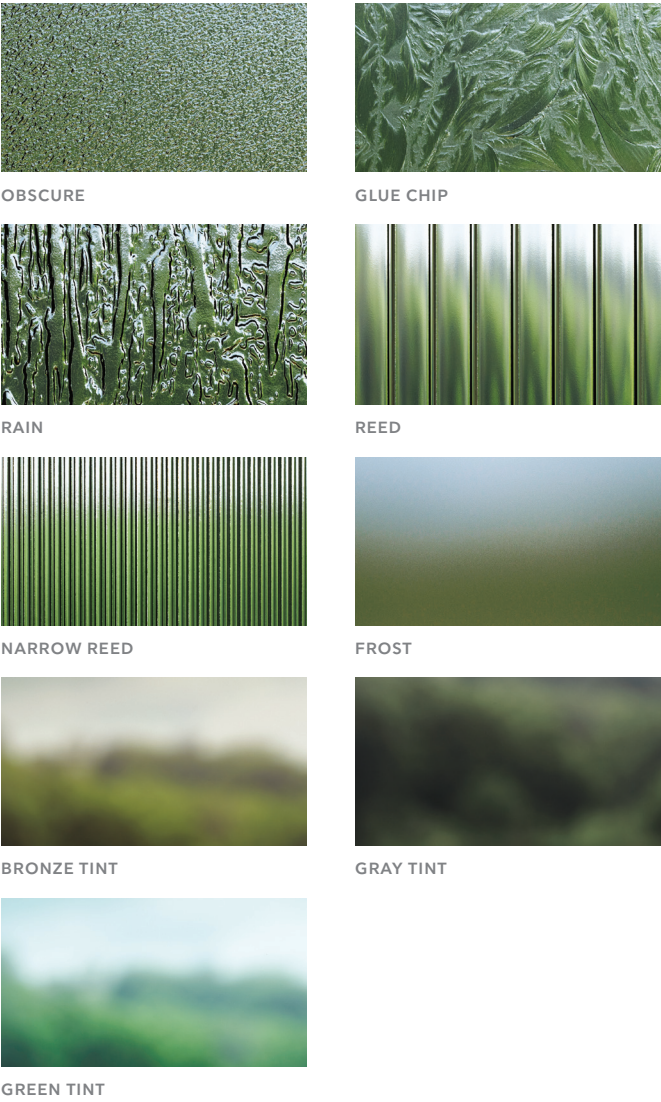 OBSCURE
GLUE CHIP
RAIN
REED
NARROW REED
FROST
BRONZE TINT
GRAY TINT
GREEN TINT